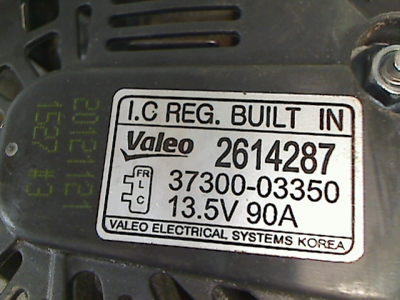 I.C REG. BUILT IN
Valeo 2614287
FR
L
C
37300-03350
13.5V 90A
VALEO ELECTRICAL SYSTEMS KOREA
20121121
1527 #3